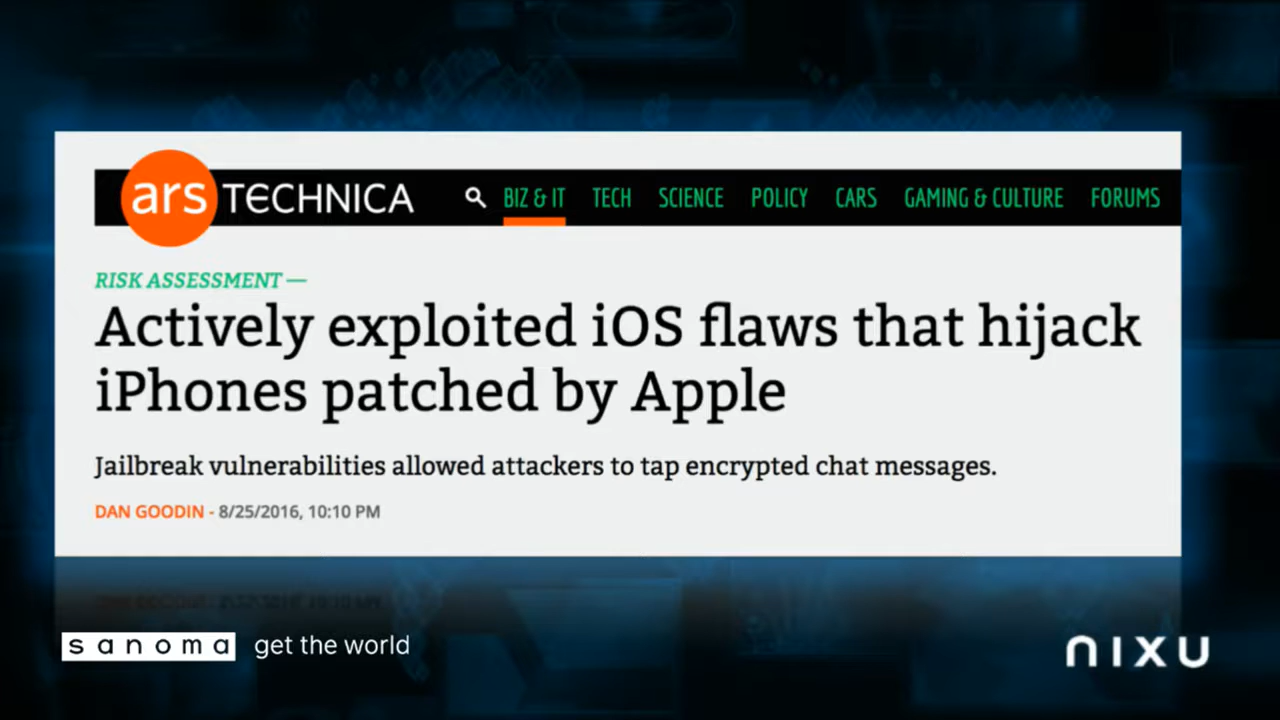 ars TECHNICA
BIZ & IT TECH SCIENCE POLICY CARS GAMING & CULTURE FORUMS
RISK ASSESSMENT —
Actively exploited iOS flaws that hijack
iPhones patched by Apple
Jailbreak vulnerabilities allowed attackers to tap encrypted chat messages.
DAN GOODIN - 8/25/2016, 10:10 PM
sanoma get the world
nixu